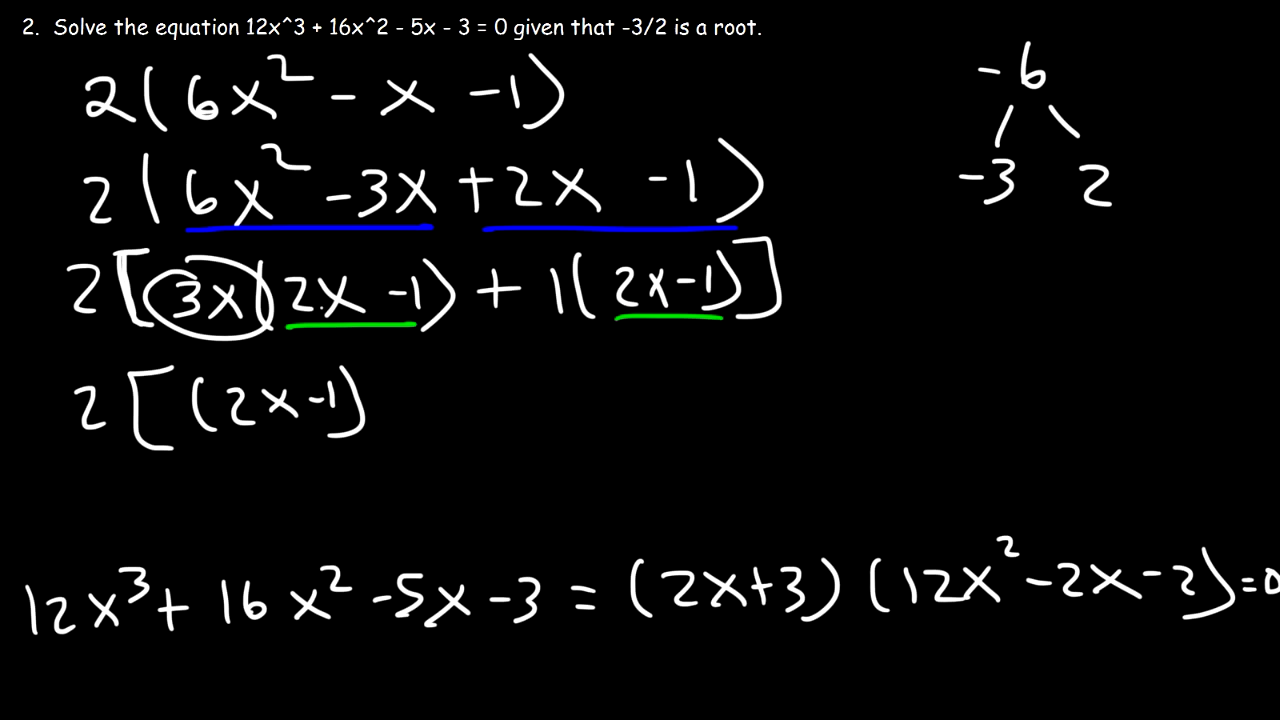 2. Solve the equation 12x^3 + 16x^2 - 5x - 3 = 0 given that -3/2 is a root.
2(6x² - x - 1)
-6
-3 2
2(6x² - 3x + 2x - 1)
2[3x(2x - 1) + 1(2x - 1)]
2[(2x - 1)
12x³ + 16x² - 5x - 3 = (2x + 3)(12x² - 2x - 2) = 0